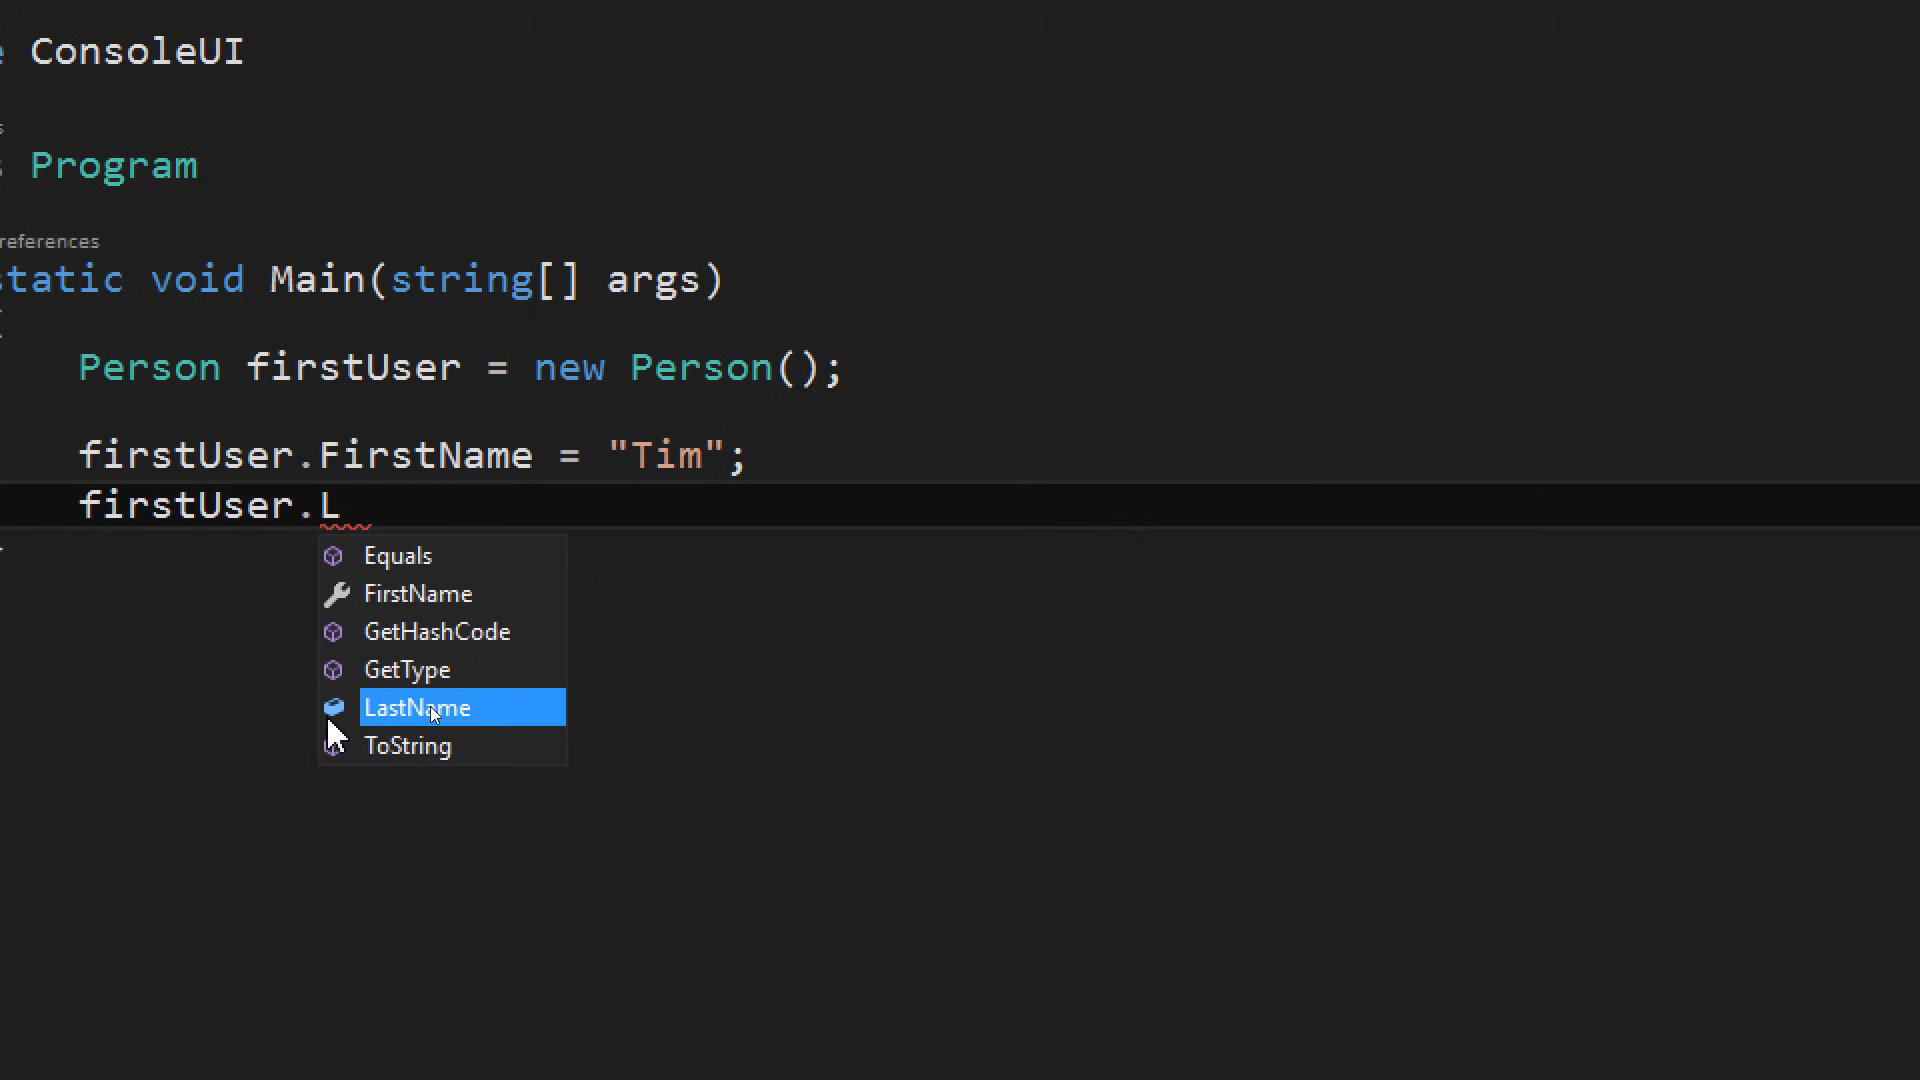 ConsoleUI
Program
references
static void Main(string[] args)
Person firstUser = new Person();
firstUser.FirstName = "Tim";
firstUser.L
Equals
FirstName
GetHashCode
GetType
LastName
ToString